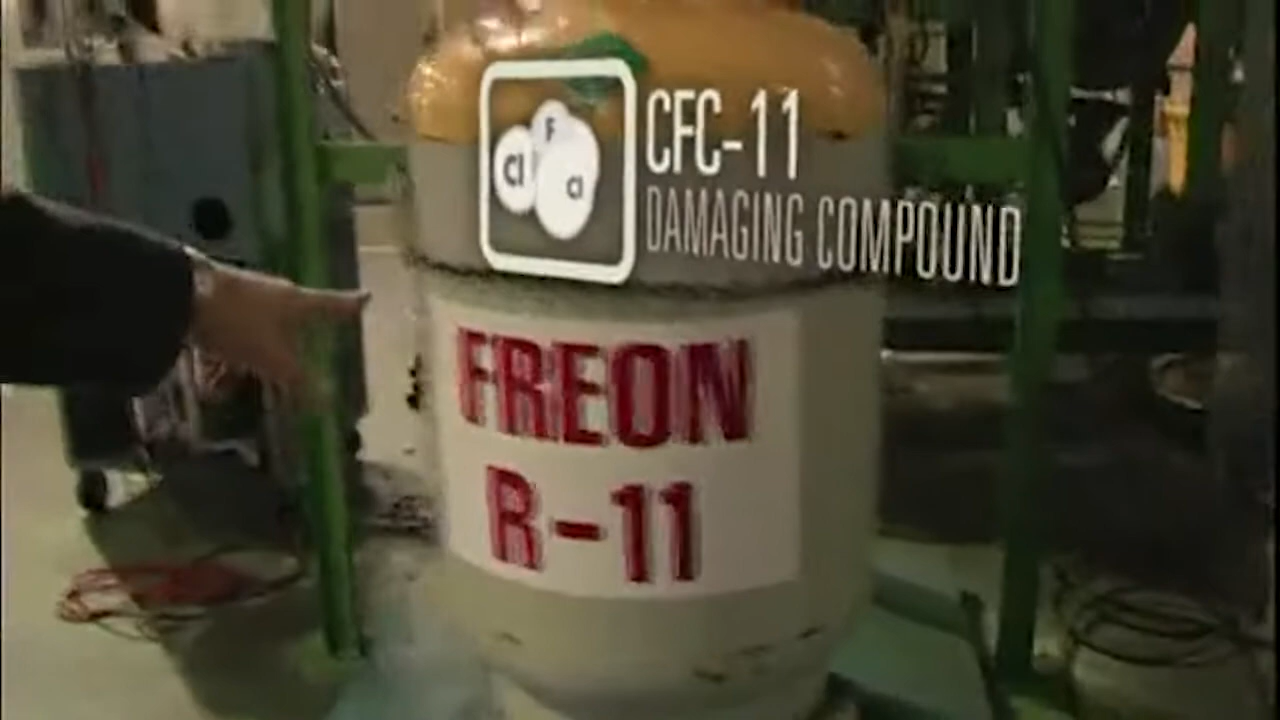 CFC-11
DAMAGING COMPOUND
F
Cl
Cl
FREON
R-11